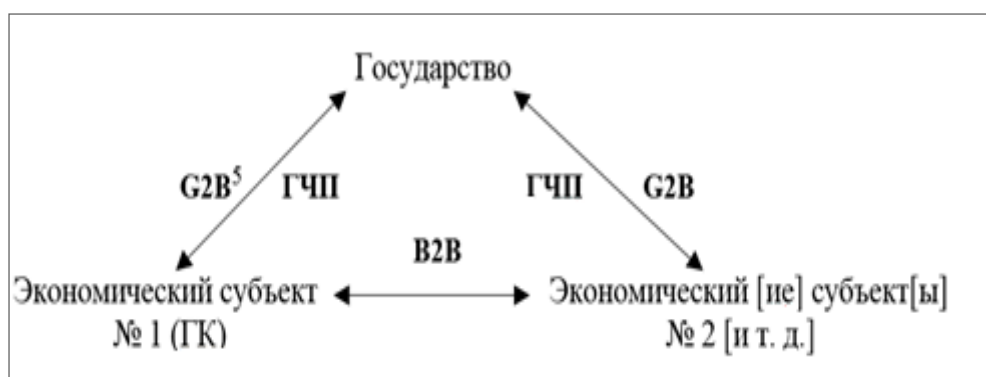 Государство
G2B⁵ ГЧП ГЧП G2B
B2B
Экономический субъект Экономический [ие] субъект[ы]
№ 1 (ГК) № 2 [и т. д.]